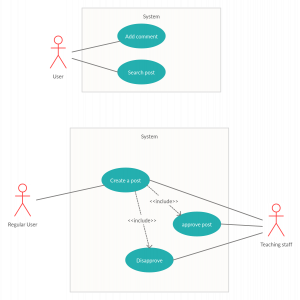 System
Add comment
User
Search post
System
Create a post
<<include>>
Regular User
<<include>>
approve post
Teaching staff
Disapprove